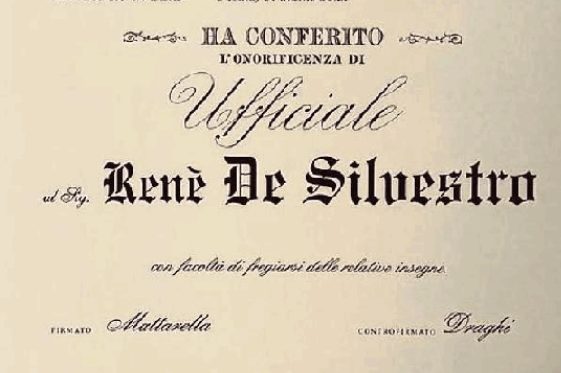 HA CONFERITO
L'ONORIFICENZA DI
Ufficiale
al Sig. Renè De Silvestro
con facoltà di fregiarsi delle relative insegne.
FIRMATO Mattarella CONTROFIRMATO Draghi